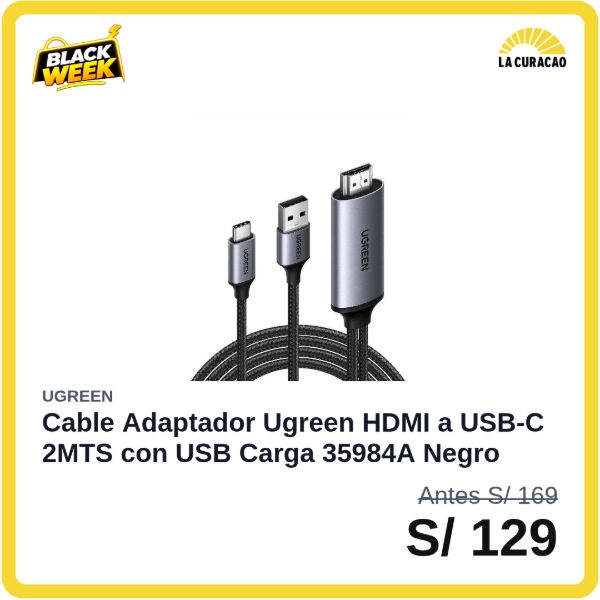 BLACK
WEEK
LA CURACAO
UGREEN
UGREEN
UGREEN
UGREEN
Cable Adaptador Ugreen HDMI a USB-C
2MTS con USB Carga 35984A Negro
Antes S/ 169
S/ 129